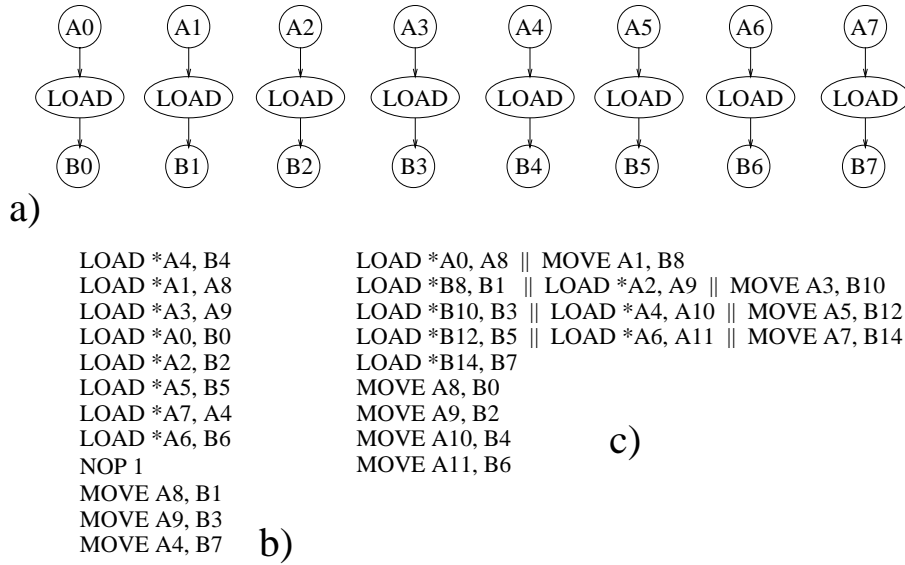 A0 A1 A2 A3 A4 A5 A6 A7
LOAD LOAD LOAD LOAD LOAD LOAD LOAD LOAD
B0 B1 B2 B3 B4 B5 B6 B7
a)
LOAD *A4, B4
LOAD *A1, A8
LOAD *A3, A9
LOAD *A0, B0
LOAD *A2, B2
LOAD *A5, B5
LOAD *A7, A4
LOAD *A6, B6
NOP 1
MOVE A8, B1
MOVE A9, B3
MOVE A4, B7
b)
LOAD *A0, A8 || MOVE A1, B8
LOAD *B8, B1 || LOAD *A2, A9 || MOVE A3, B10
LOAD *B10, B3 || LOAD *A4, A10 || MOVE A5, B12
LOAD *B12, B5 || LOAD *A6, A11 || MOVE A7, B14
LOAD *B14, B7
MOVE A8, B0
MOVE A9, B2
MOVE A10, B4
MOVE A11, B6
c)